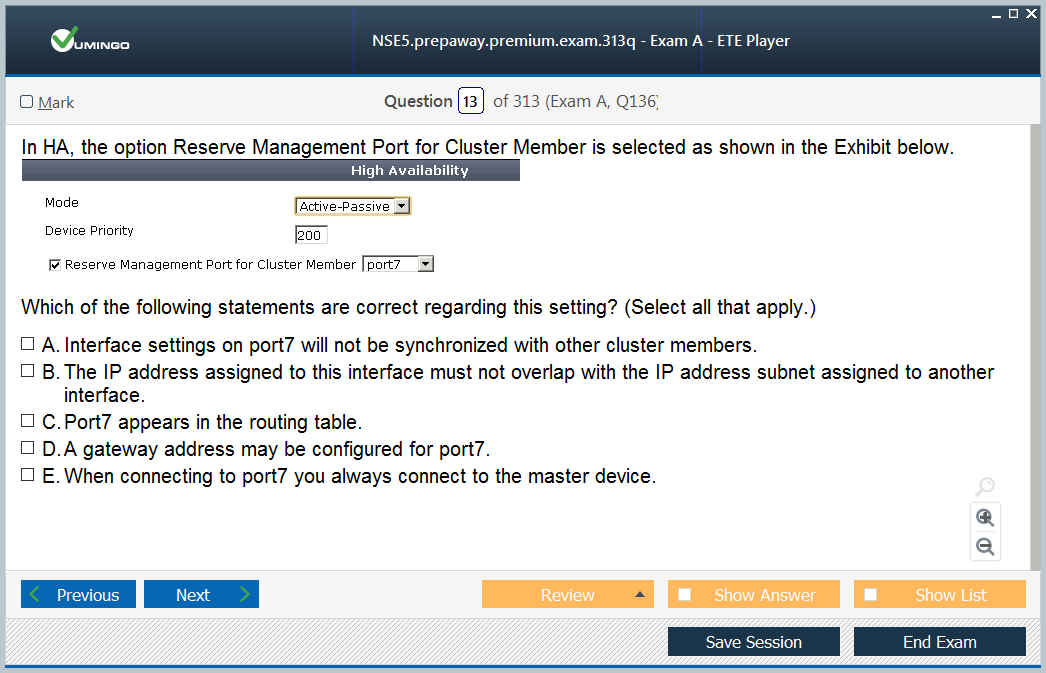 VUMINGO
NSE5.prepaway.premium.exam.313q - Exam A - ETE Player
Mark
Question 13 of 313 (Exam A, Q136)
In HA, the option Reserve Management Port for Cluster Member is selected as shown in the Exhibit below.
High Availability
Mode Active-Passive
Device Priority 200
Reserve Management Port for Cluster Member port7
Which of the following statements are correct regarding this setting? (Select all that apply.)
A. Interface settings on port7 will not be synchronized with other cluster members.
B. The IP address assigned to this interface must not overlap with the IP address subnet assigned to another
interface.
C. Port7 appears in the routing table.
D. A gateway address may be configured for port7.
E. When connecting to port7 you always connect to the master device.
Previous Next Review Show Answer Show List
Save Session End Exam